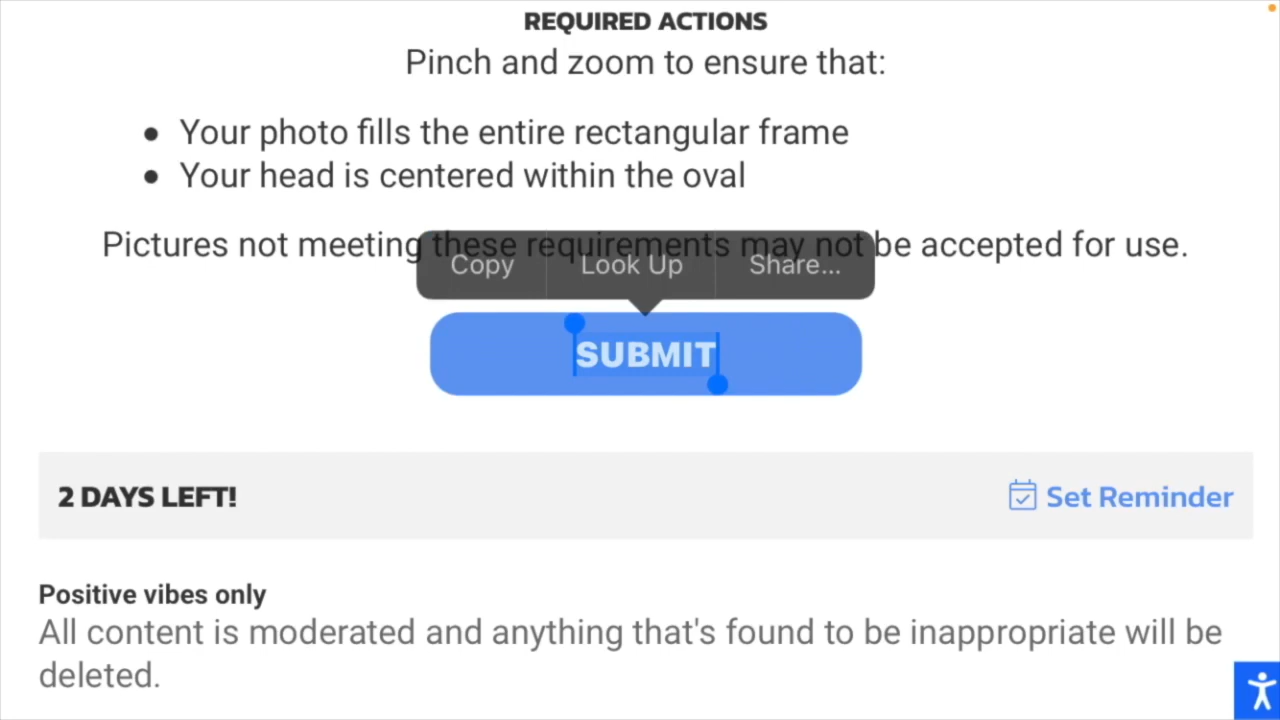 REQUIRED ACTIONS
Pinch and zoom to ensure that:
• Your photo fills the entire rectangular frame
• Your head is centered within the oval
Pictures not meeting these requirements may not be accepted for use.
Copy Look Up Share...
SUBMIT
2 DAYS LEFT! Set Reminder
Positive vibes only
All content is moderated and anything that's found to be inappropriate will be
deleted.